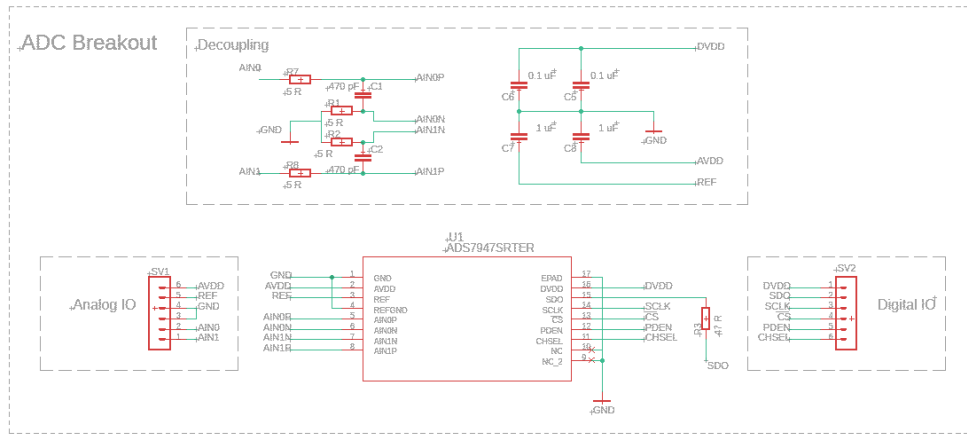 ADC Breakout
Decoupling
AIN0
R7
5 R
470 pF
C1
AIN0P
R1
5 R
AIN0N
GND
R2
5 R
AIN1N
C2
AIN1
R8
5 R
470 pF
AIN1P
DVDD
0.1 uF
0.1 uF
C6
C5
1 uF
1 uF
GND
C7
C8
AVDD
REF
U1
ADS7947SRTER
Analog IO
SV1
6 AVDD
5 REF
4 GND
3
2 AIN0
1 AIN1
GND 1 GND
AVDD 2 AVDD
REF 3 REF
4 REFGND
AIN0P 5 AIN0P
AIN0N 6 AIN0N
AIN1N 7 AIN1N
AIN1P 8 AIN1P
EPAD 17
DVDD 16 DVDD
SDO 15
SCLK 14 SCLK
CS 13 CS
PDEN 12 PDEN
CHSEL 11 CHSEL
NC 10
NC_2 9
GND
R3
47 R
SDO
SV2
DVDD 1
SDO 2
SCLK 3
CS 4
PDEN 5
CHSEL 6
Digital IO